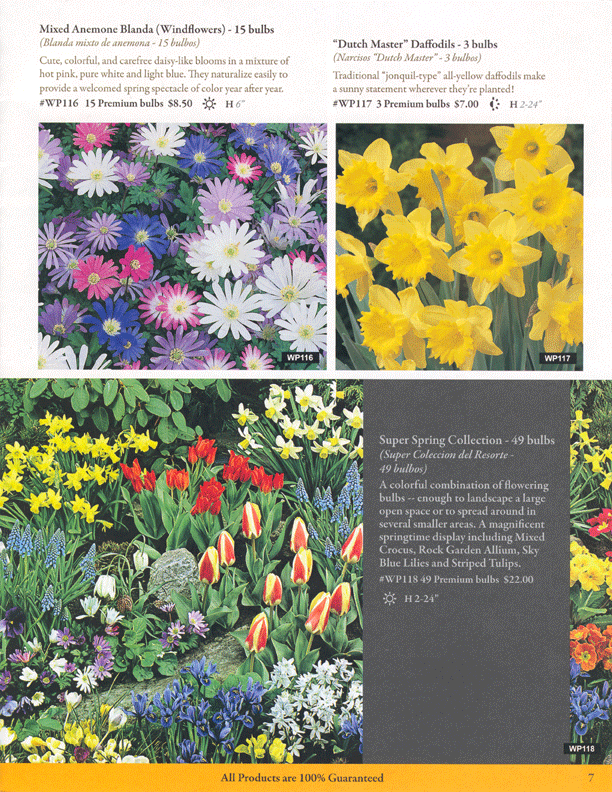 Mixed Anemone Blanda (Windflowers) - 15 bulbs
(Blanda mixto de anemona - 15 bulbos)
Cute, colorful, and carefree daisy-like blooms in a mixture of
hot pink, pure white and light blue. They naturalize easily to
provide a welcomed spring spectacle of color year after year.
#WP116 15 Premium bulbs $8.50 H 6"
"Dutch Master" Daffodils - 3 bulbs
(Narcisos "Dutch Master" - 3 bulbos)
Traditional "jonquil-type" all-yellow daffodils make
a sunny statement wherever they're planted!
#WP117 3 Premium bulbs $7.00 H 2-24"
WP116
WP117
Super Spring Collection - 49 bulbs
(Super Coleccion del Resorte -
49 bulbos)
A colorful combination of flowering
bulbs -- enough to landscape a large
open space or to spread around in
several smaller areas. A magnificent
springtime display including Mixed
Crocus, Rock Garden Allium, Sky
Blue Lilies and Striped Tulips.
#WP118 49 Premium bulbs $22.00
H 2-24"
WP118
All Products are 100% Guaranteed
7